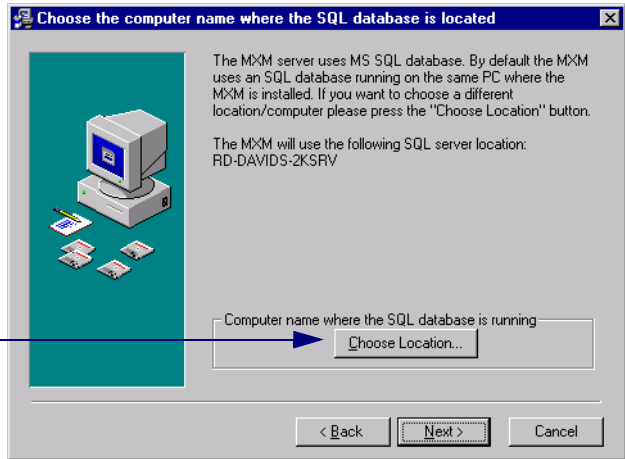 Choose the computer name where the SQL database is located
The MXM server uses MS SQL database. By default the MXM
uses an SQL database running on the same PC where the
MXM is installed. If you want to choose a different
location/computer please press the "Choose Location" button.
The MXM will use the following SQL server location:
RD-DAVIDS-2KSRV
Computer name where the SQL database is running
Choose Location...
< Back
Next >
Cancel